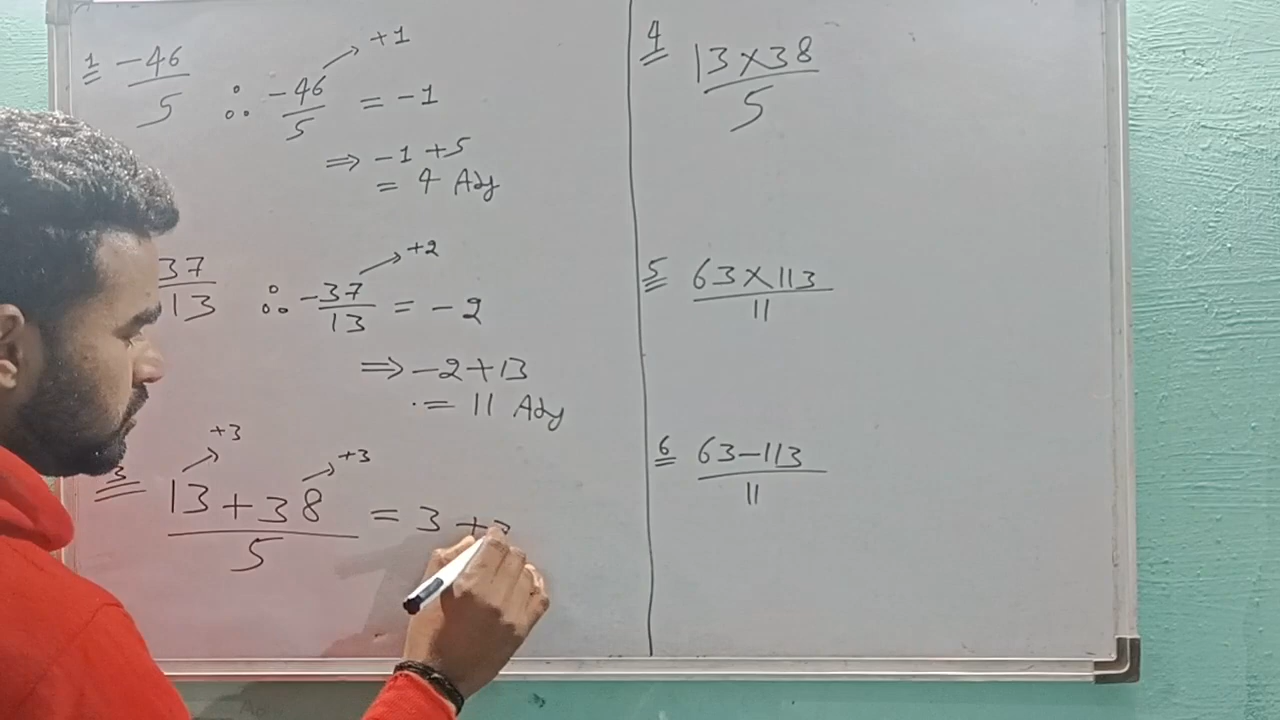 1 -46/5 ∴ -46/5 → +1 = -1
⇒ -1 +5
= 4 Ans
37/13 ∴ -37/13 → +2 = -2
⇒ -2+13
= 11 Ans
+3 +3
3 13+38/5 = 3 +
4 13×38/5
5 63×113/11
6 63-113/11